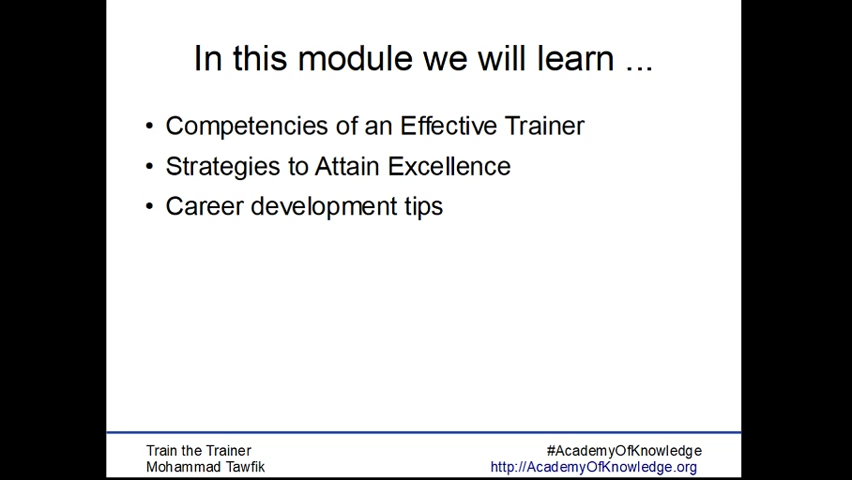 In this module we will learn ...
• Competencies of an Effective Trainer
• Strategies to Attain Excellence
• Career development tips
Train the Trainer
Mohammad Tawfik
#AcademyOfKnowledge
http://AcademyOfKnowledge.org